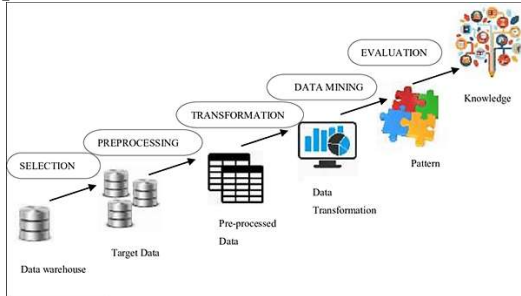 EVALUATION
Knowledge
DATA MINING
TRANSFORMATION
Pattern
PREPROCESSING
Data
Transformation
SELECTION
Pre-processed
Data
Target Data
Data warehouse